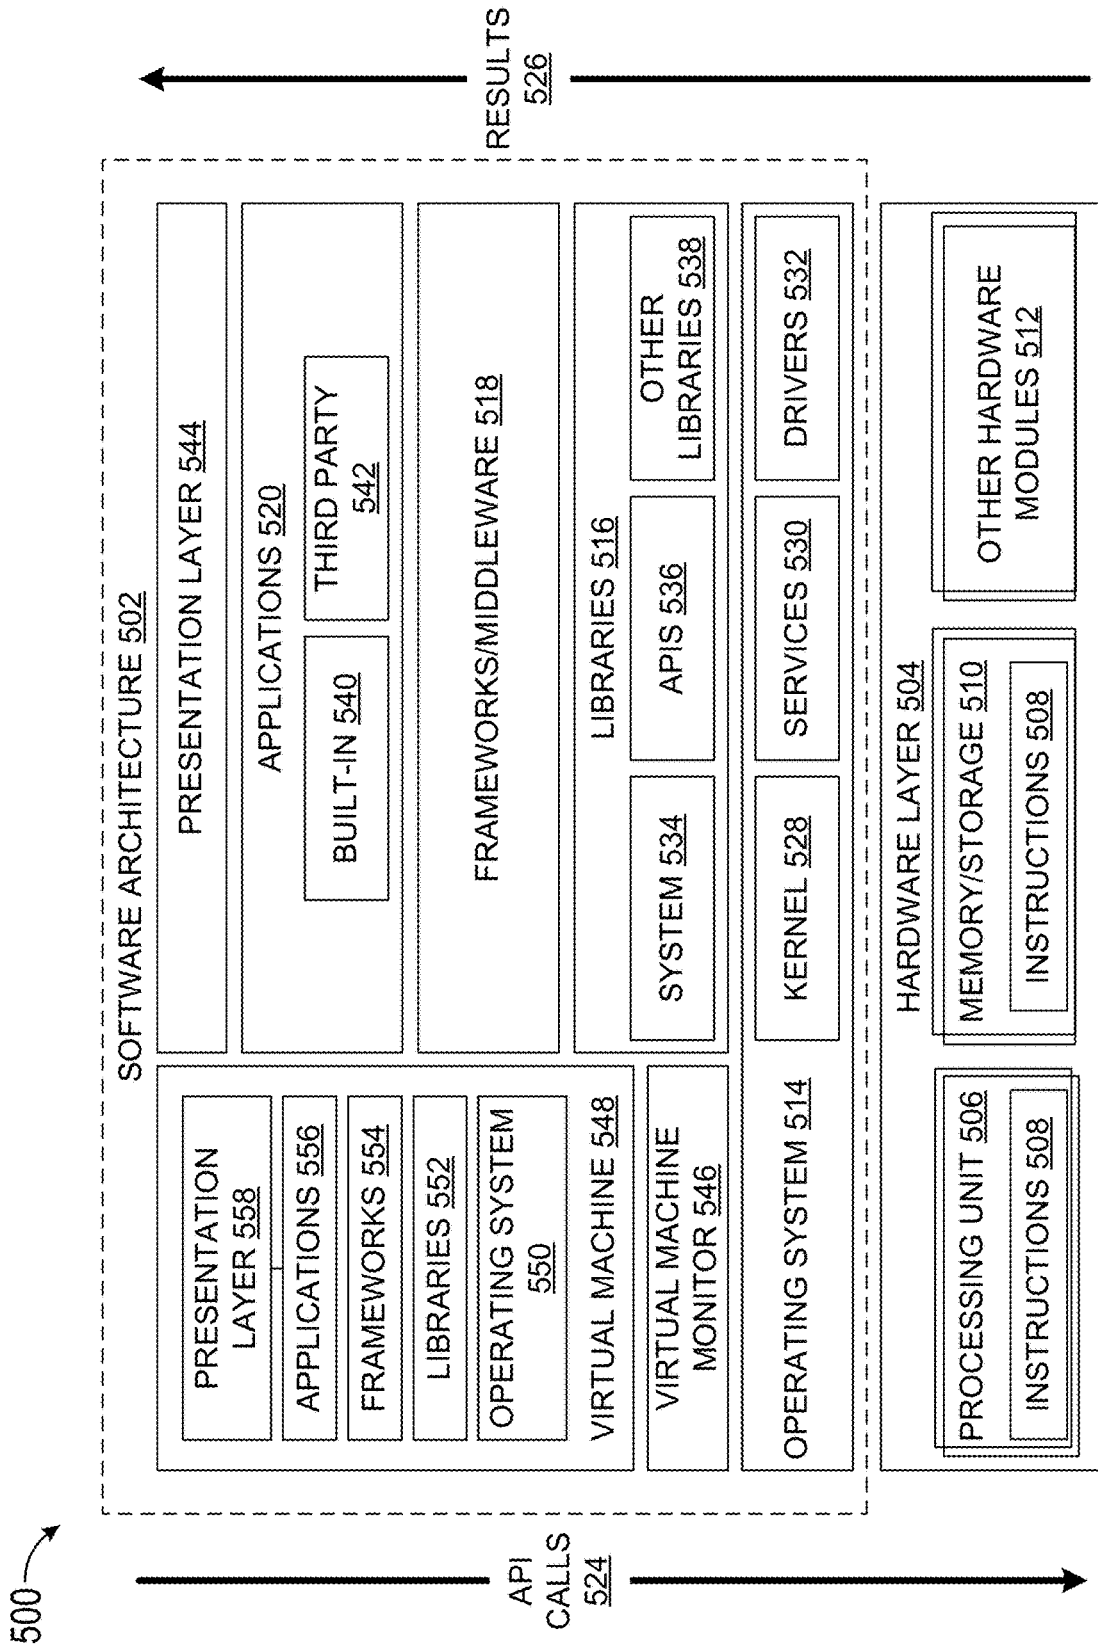 500
SOFTWARE ARCHITECTURE 502
PRESENTATION
LAYER 558
APPLICATIONS 556
FRAMEWORKS 554
LIBRARIES 552
OPERATING SYSTEM
550
VIRTUAL MACHINE 548
VIRTUAL MACHINE
MONITOR 546
PRESENTATION LAYER 544
APPLICATIONS 520
BUILT-IN 540
THIRD PARTY
542
FRAMEWORKS/MIDDLEWARE 518
LIBRARIES 516
SYSTEM 534
APIS 536
OTHER
LIBRARIES 538
OPERATING SYSTEM 514
KERNEL 528
SERVICES 530
DRIVERS 532
HARDWARE LAYER 504
PROCESSING UNIT 506
INSTRUCTIONS 508
MEMORY/STORAGE 510
INSTRUCTIONS 508
OTHER HARDWARE
MODULES 512
API
CALLS
524
RESULTS
526